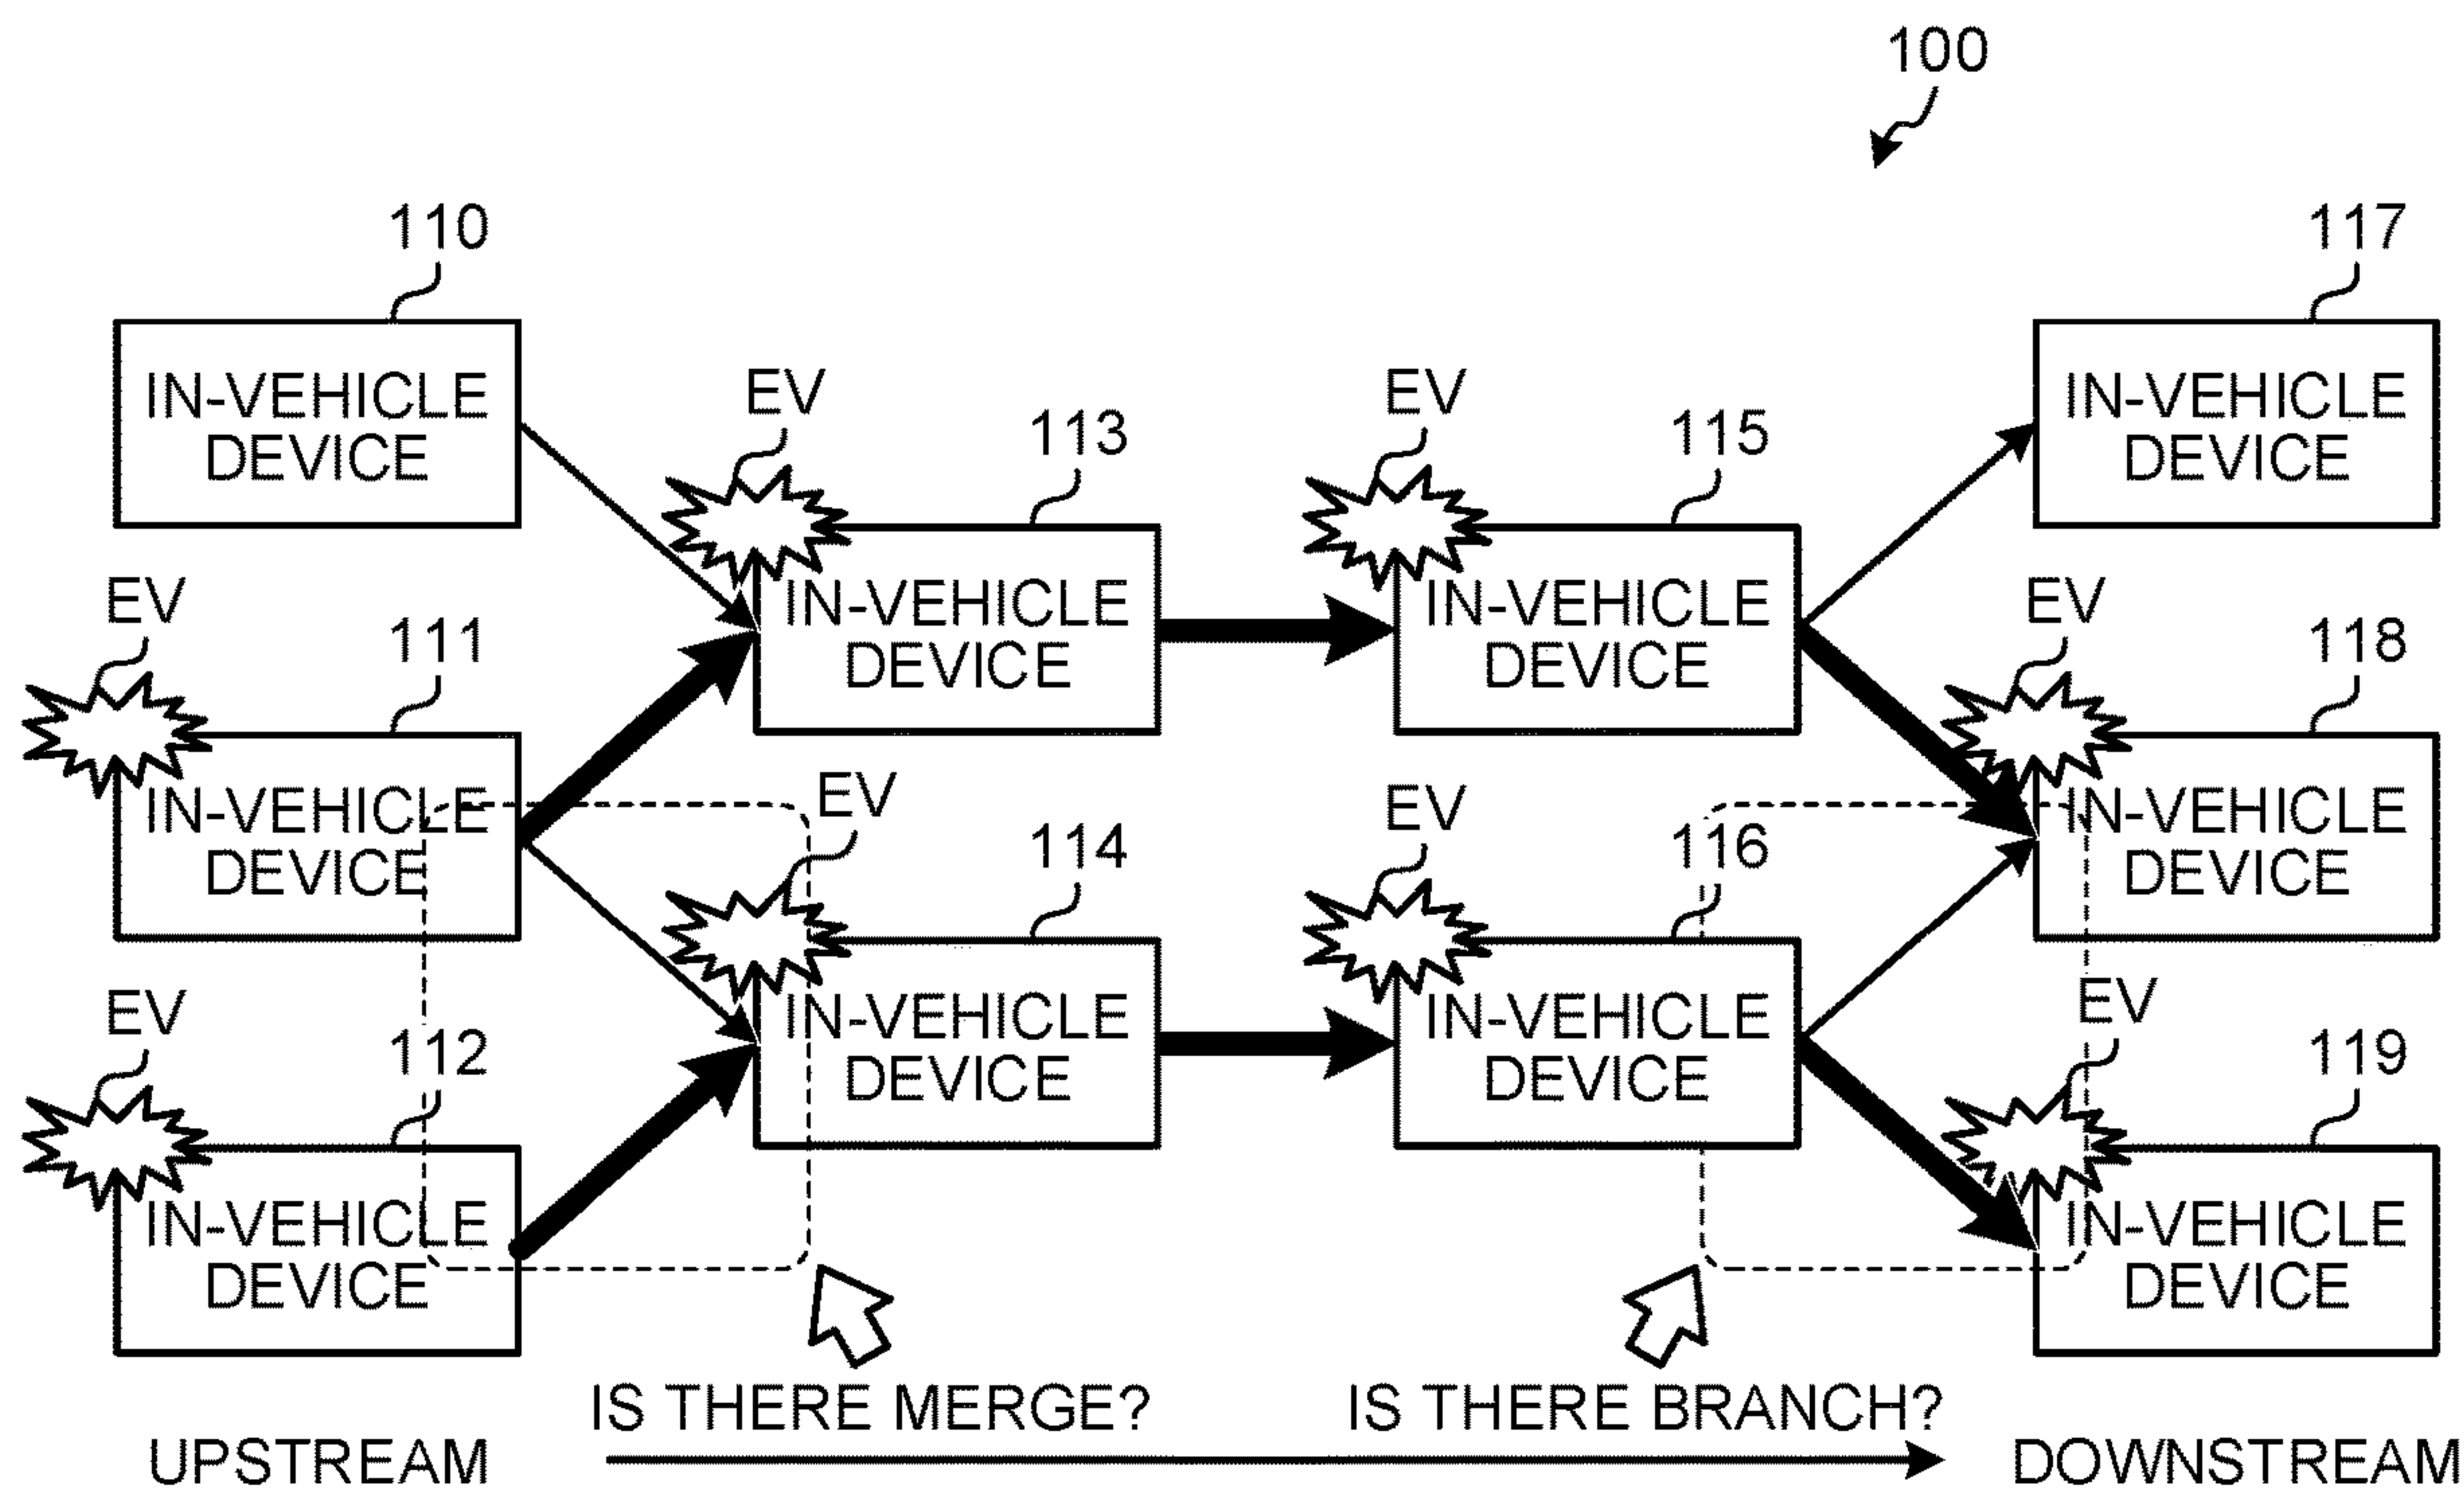 100
110
117
IN-VEHICLE
DEVICE
EV
113
EV
115
IN-VEHICLE
DEVICE
EV
111
IN-VEHICLE
DEVICE
IN-VEHICLE
DEVICE
EV
118
IN-VEHICLE
DEVICE
EV
114
EV
116
IN-VEHICLE
DEVICE
EV
112
IN-VEHICLE
DEVICE
IN-VEHICLE
DEVICE
EV
119
IN-VEHICLE
DEVICE
IN-VEHICLE
DEVICE
IS THERE MERGE?
IS THERE BRANCH?
UPSTREAM
DOWNSTREAM